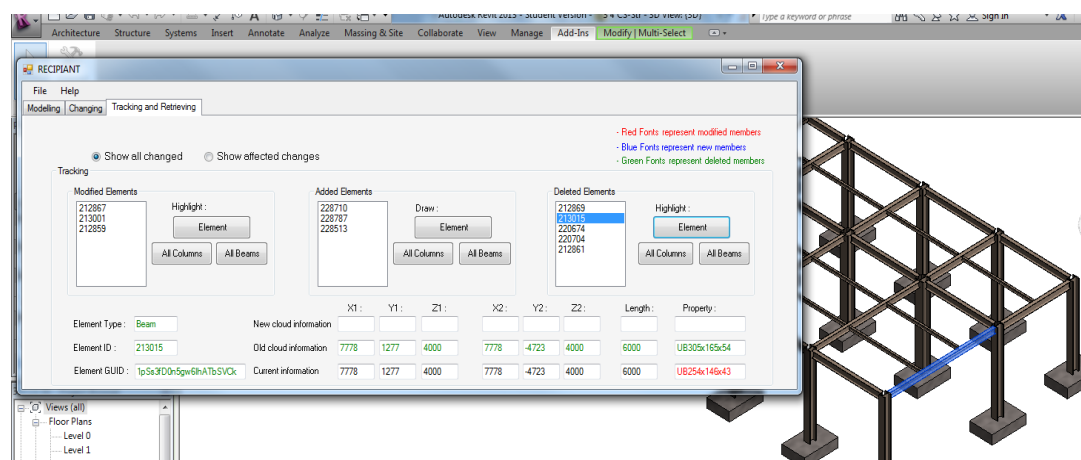 Autodesk Revit 2013 - Student Version - S 4 C3-Str - 3D View: {3D}
Type a keyword or phrase
Sign In
Architecture Structure Systems Insert Annotate Analyze Massing & Site Collaborate View Manage Add-Ins Modify | Multi-Select
RECIPIANT
File Help
Modelling Changing Tracking and Retrieving
- Red Fonts represent modified members
- Blue Fonts represent new members
- Green Fonts represent deleted members
Show all changed Show affected changes
Tracking
Modified Elements Added Elements Deleted Elements
212867 Highlight : 228710 Draw : 212869 Highlight :
213001 Element 228787 Element 213015 Element
212859 228513 220674
220704
212861
All Columns All Beams All Columns All Beams All Columns All Beams
X1 : Y1 : Z1 : X2 : Y2 : Z2 : Length : Property :
Element Type : Beam New cloud information
Element ID : 213015 Old cloud information 7778 1277 4000 7778 -4723 4000 6000 UB305x165x54
Element GUID : 1pSs3fD0n5gw6lhATbSVCk Current information 7778 1277 4000 7778 -4723 4000 6000 UB254x146x43
Views (all)
Floor Plans
Level 0
Level 1